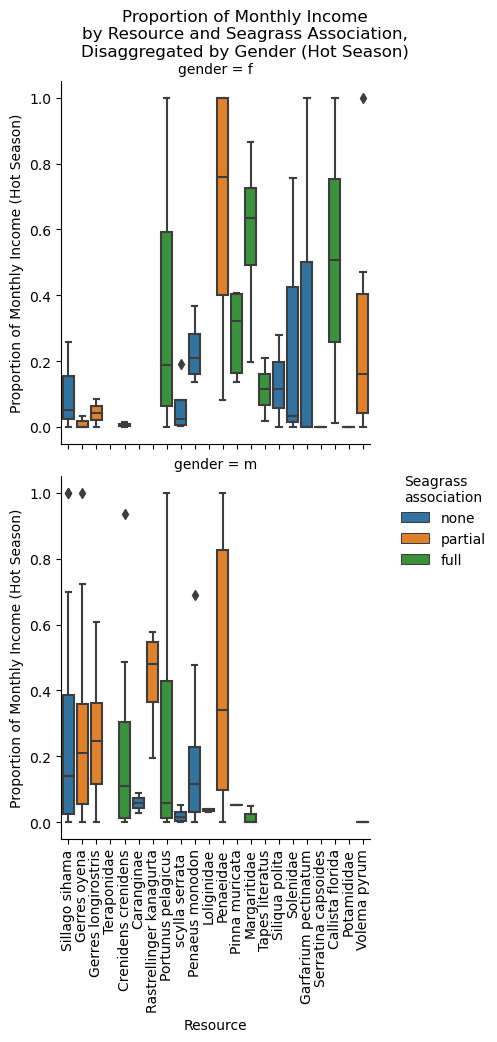 Proportion of Monthly Income
by Resource and Seagrass Association,
Disaggregated by Gender (Hot Season)
gender = f
Proportion of Monthly Income (Hot Season)
1.0
0.8
0.6
0.4
0.2
0.0
gender = m
Proportion of Monthly Income (Hot Season)
1.0
0.8
0.6
0.4
0.2
0.0
Seagrass
association
none
partial
full
Sillago sihama
Gerres oyena
Gerres longirostris
Teraponidae
Crenidens crenidens
Caranginae
Rastrellinger kanagurta
Portunus pelagicus
scylla serrata
Penaeus monodon
Loliginidae
Penaeidae
Pinna muricata
Margaritidae
Tapes literatus
Siliqua polita
Solenidae
Garfarium pectinatum
Serratina capsoides
Callista florida
Potamididae
Volema pyrum
Resource